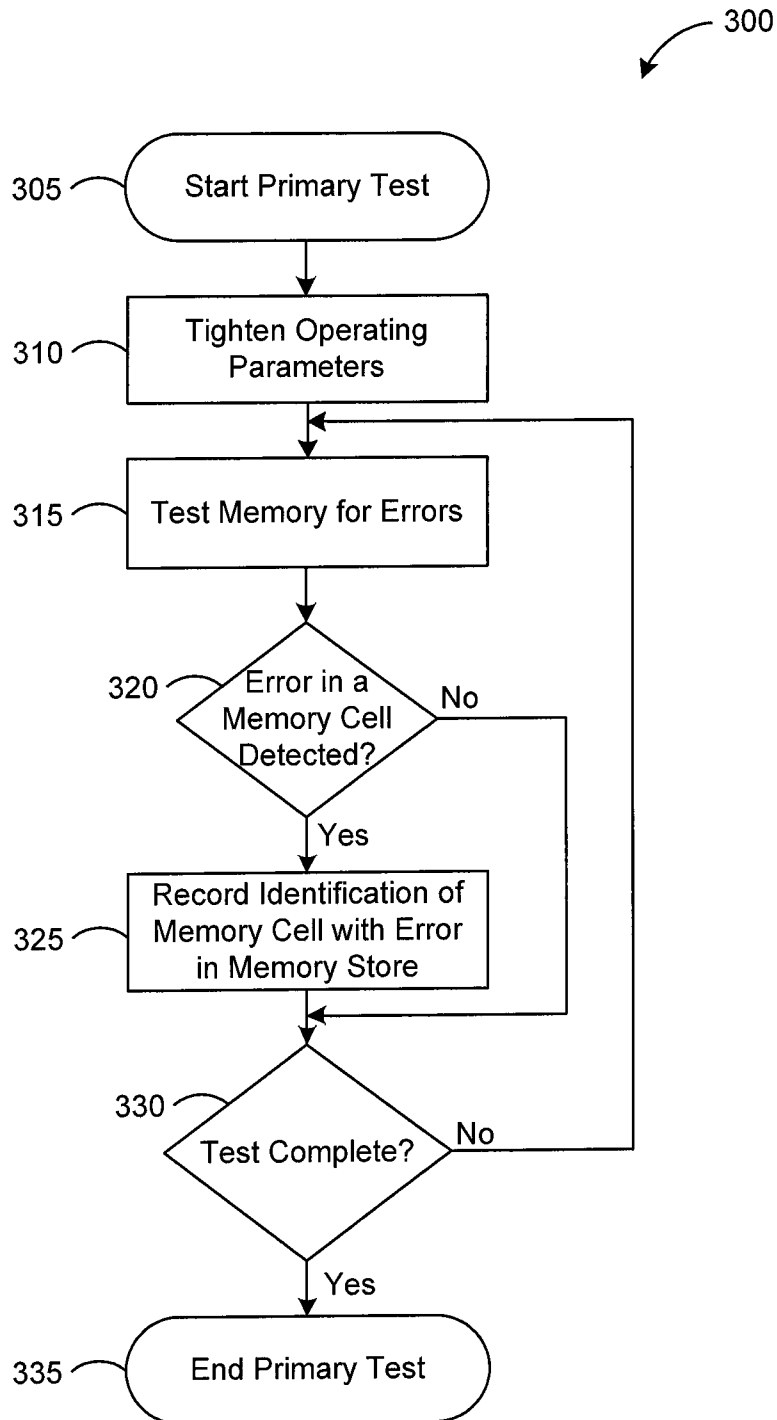 300
305
Start Primary Test
310
Tighten Operating
Parameters
315
Test Memory for Errors
320
Error in a
Memory Cell
Detected?
No
Yes
325
Record Identification of
Memory Cell with Error
in Memory Store
330
Test Complete?
No
Yes
335
End Primary Test